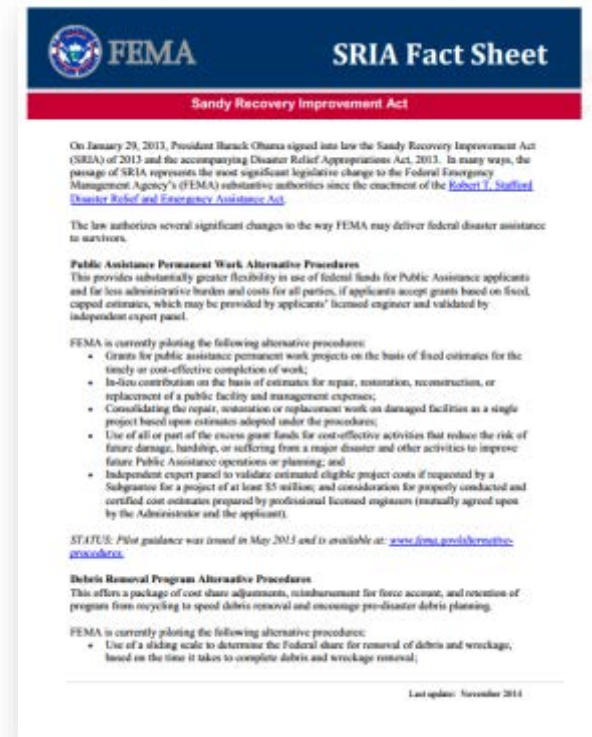 FEMA
SRIA Fact Sheet
Sandy Recovery Improvement Act
On January 29, 2013, President Barack Obama signed into law the Sandy Recovery Improvement Act
(SRIA) of 2013 and the accompanying Disaster Relief Appropriations Act, 2013. In many ways, the
passage of SRIA represents the most significant legislative change to the Federal Emergency
Management Agency's (FEMA) substantive authorities since the enactment of the Robert T. Stafford
Disaster Relief and Emergency Assistance Act.
The law authorizes several significant changes to the way FEMA may deliver federal disaster assistance
to survivors.
Public Assistance Permanent Work Alternative Procedures
This provides substantially greater flexibility in use of federal funds for Public Assistance applicants
and far less administrative burden and costs for all parties, if applicants accept grants based on fixed,
capped estimates, which may be provided by applicants' licensed engineer and validated by
independent expert panel.
FEMA is currently piloting the following alternative procedures:
• Grants for public assistance permanent work projects on the basis of fixed estimates for the
timely or cost-effective completion of work;
• In-lieu contribution on the basis of estimates for repair, restoration, reconstruction, or
replacement of a public facility and management expenses;
• Consolidating the repair, restoration or replacement work on damaged facilities as a single
project based upon estimates adopted under the procedures;
• Use of all or part of the excess grant funds for cost-effective activities that reduce the risk of
future damage, hardship, or suffering from a major disaster and other activities to improve
future Public Assistance operations or planning; and
• Independent expert panel to validate estimated eligible project costs if requested by a
Subgrantee for a project of at least $5 million; and consideration for properly conducted and
certified cost estimates prepared by professional licensed engineers (mutually agreed upon
by the Administrator and the applicant).
STATUS: Pilot guidance was issued in May 2013 and is available at: www.fema.gov/alternative-
procedures.
Debris Removal Program Alternative Procedures
This offers a package of cost share adjustments, reimbursement for force account, and retention of
program from recycling to speed debris removal and encourage pre-disaster debris planning.
FEMA is currently piloting the following alternative procedures:
• Use of a sliding scale to determine the Federal share for removal of debris and wreckage,
based on the time it takes to complete debris and wreckage removal;
Last update: November 2014